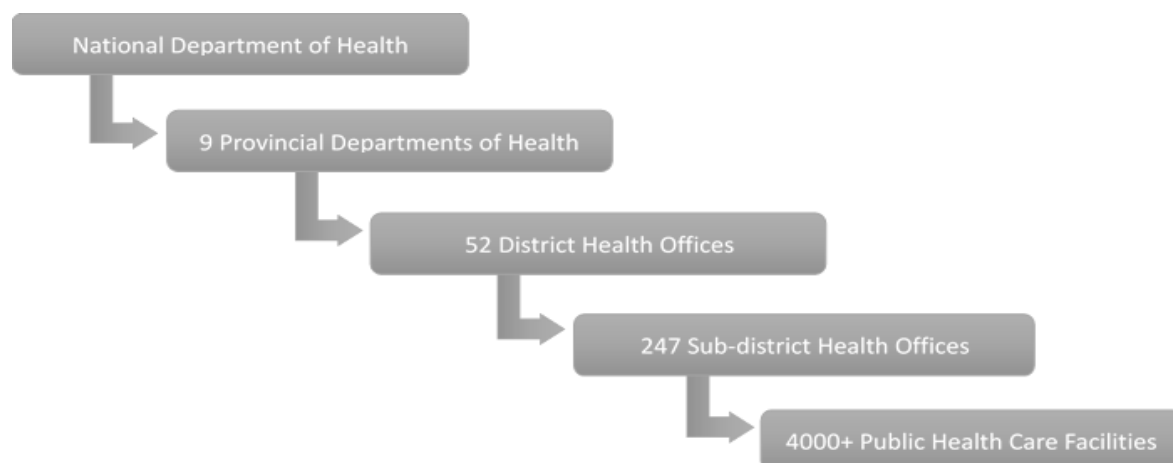 National Department of Health
9 Provincial Departments of Health
52 District Health Offices
247 Sub-district Health Offices
4000+ Public Health Care Facilities